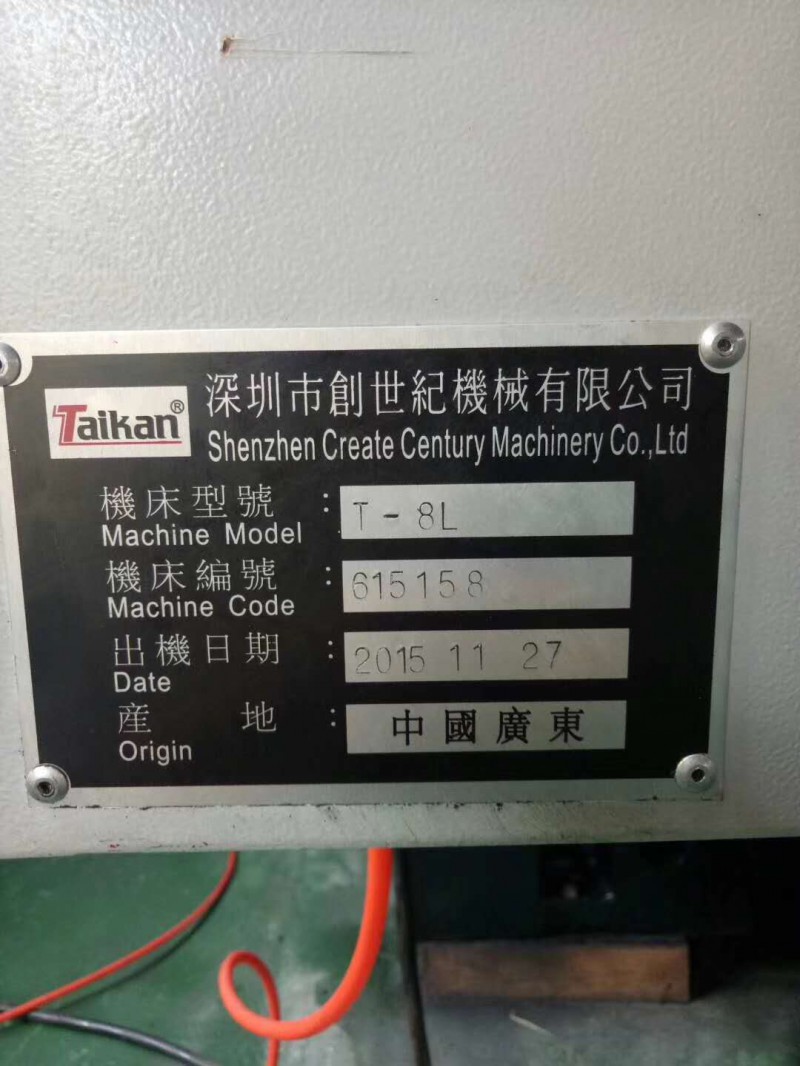 Taikan®
深圳市創世紀機械有限公司
Shenzhen Create Century Machinery Co.,Ltd
機床型號 : T-8L
Machine Model
機床編號 : 615158
Machine Code
出機日期 : 2015 11 27
Date
産地 : 中國廣東
Origin